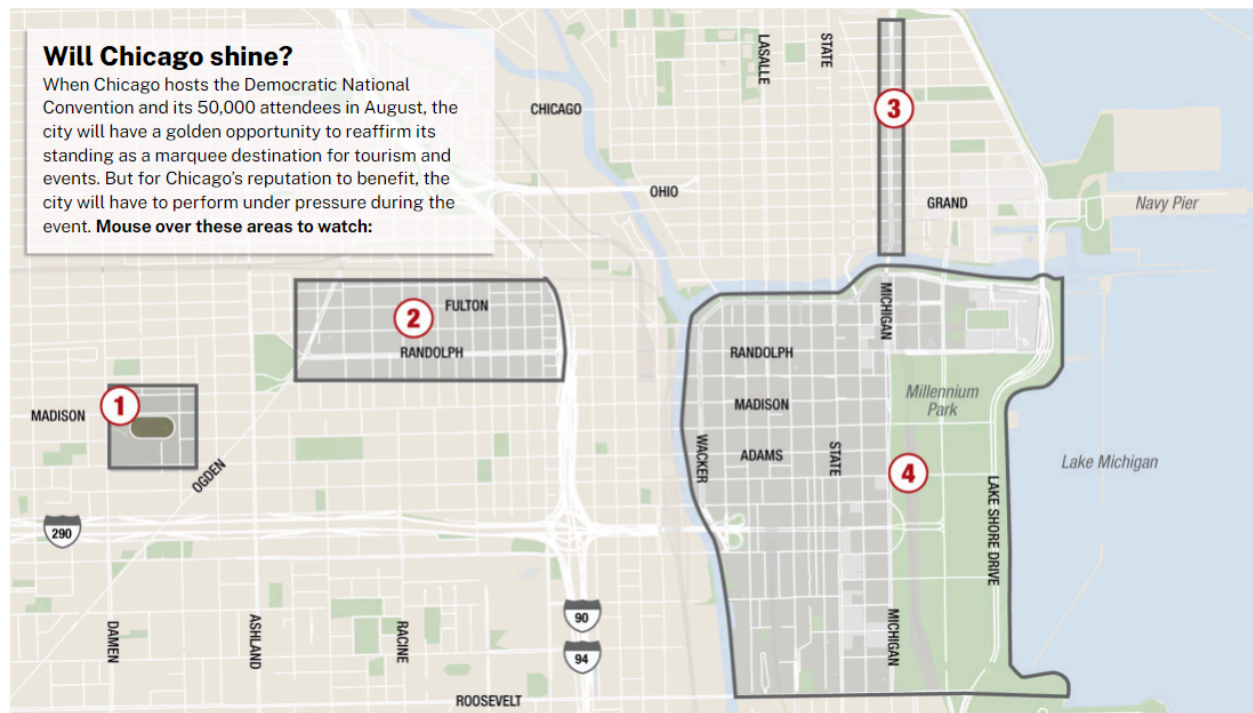 Will Chicago shine?
When Chicago hosts the Democratic National
Convention and its 50,000 attendees in August, the
city will have a golden opportunity to reaffirm its
standing as a marquee destination for tourism and
events. But for Chicago's reputation to benefit, the
city will have to perform under pressure during the
event. Mouse over these areas to watch:
LASALLE
STATE
3
CHICAGO
OHIO
GRAND
Navy Pier
FULTON
2
RANDOLPH
MICHIGAN
RANDOLPH
1
MADISON
MADISON
Millennium
Park
OGDEN
WACKER
ADAMS
STATE
4
Lake Michigan
LAKE SHORE DRIVE
290
90
94
DAMEN
ASHLAND
RACINE
MICHIGAN
ROOSEVELT